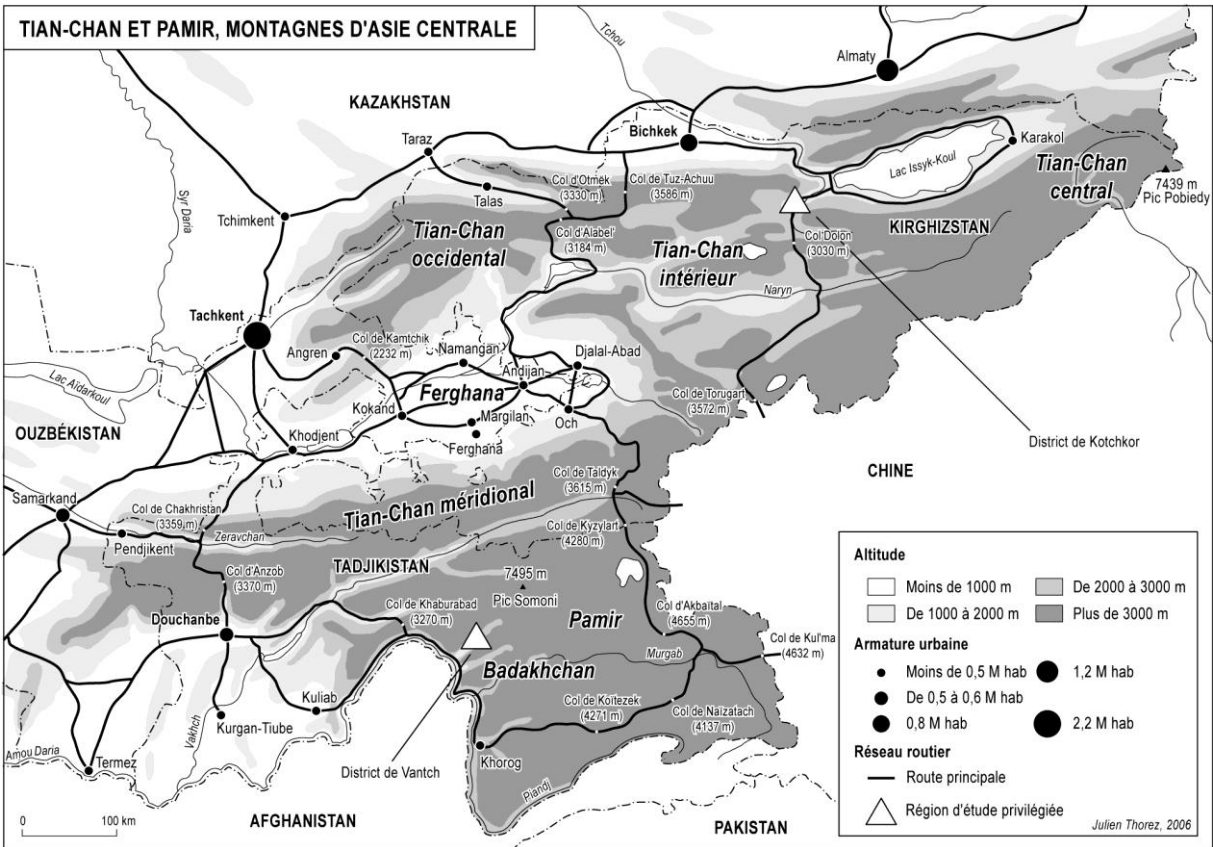 TIAN-CHAN ET PAMIR, MONTAGNES D'ASIE CENTRALE
Tchou
Almaty
KAZAKHSTAN
Bichkek
Taraz
Karakol
Lac Issyk-Koul
Tian-Chan
central
Col d'Otmek
(3330 m)
Col de Tuz-Achuu
(3586 m)
7439 m
Pic Pobiedy
Talas
Syr Daria
Tchimkent
Tian-Chan
occidental
Col d'Alabel'
(3184 m)
Col Dolon
(3030 m)
KIRGHIZSTAN
Tian-Chan
intérieur
Naryn
Tachkent
Col de Kamtchik
(2232 m)
Angren
Namangan
Djalal-Abad
Andijan
Lac Aïdarkoul
Ferghana
Col de Torugart
(3572 m)
Kokand
Margilan
Och
OUZBÉKISTAN
Khodjent
Ferghana
District de Kotchkor
CHINE
Col de Taldyk
(3615 m)
Samarkand
Col de Chakhristan
(3359 m)
Tian-Chan méridional
Pendjikent
Zeravchan
Col de Kyzylart
(4280 m)
TADJIKISTAN
Col d'Anzob
(3370 m)
7495 m
Pic Somoni
Col de Khaburabad
(3270 m)
Pamir
Col d'Akbaïtal
(4655 m)
Douchanbe
Col de Kul'ma
(4632 m)
Murgab
Badakhchan
Kuliab
Col de Koïtezek
(4271 m)
Col de Naïzatach
(4137 m)
Kurgan-Tiube
Vakhch
Amou Daria
Termez
Khorog
District de Vantch
Piandj
AFGHANISTAN
PAKISTAN
0 100 km
Altitude
Moins de 1000 m
De 2000 à 3000 m
De 1000 à 2000 m
Plus de 3000 m
Armature urbaine
Moins de 0,5 M hab
1,2 M hab
De 0,5 à 0,6 M hab
0,8 M hab
2,2 M hab
Réseau routier
Route principale
Région d'étude privilégiée
Julien Thorez, 2006